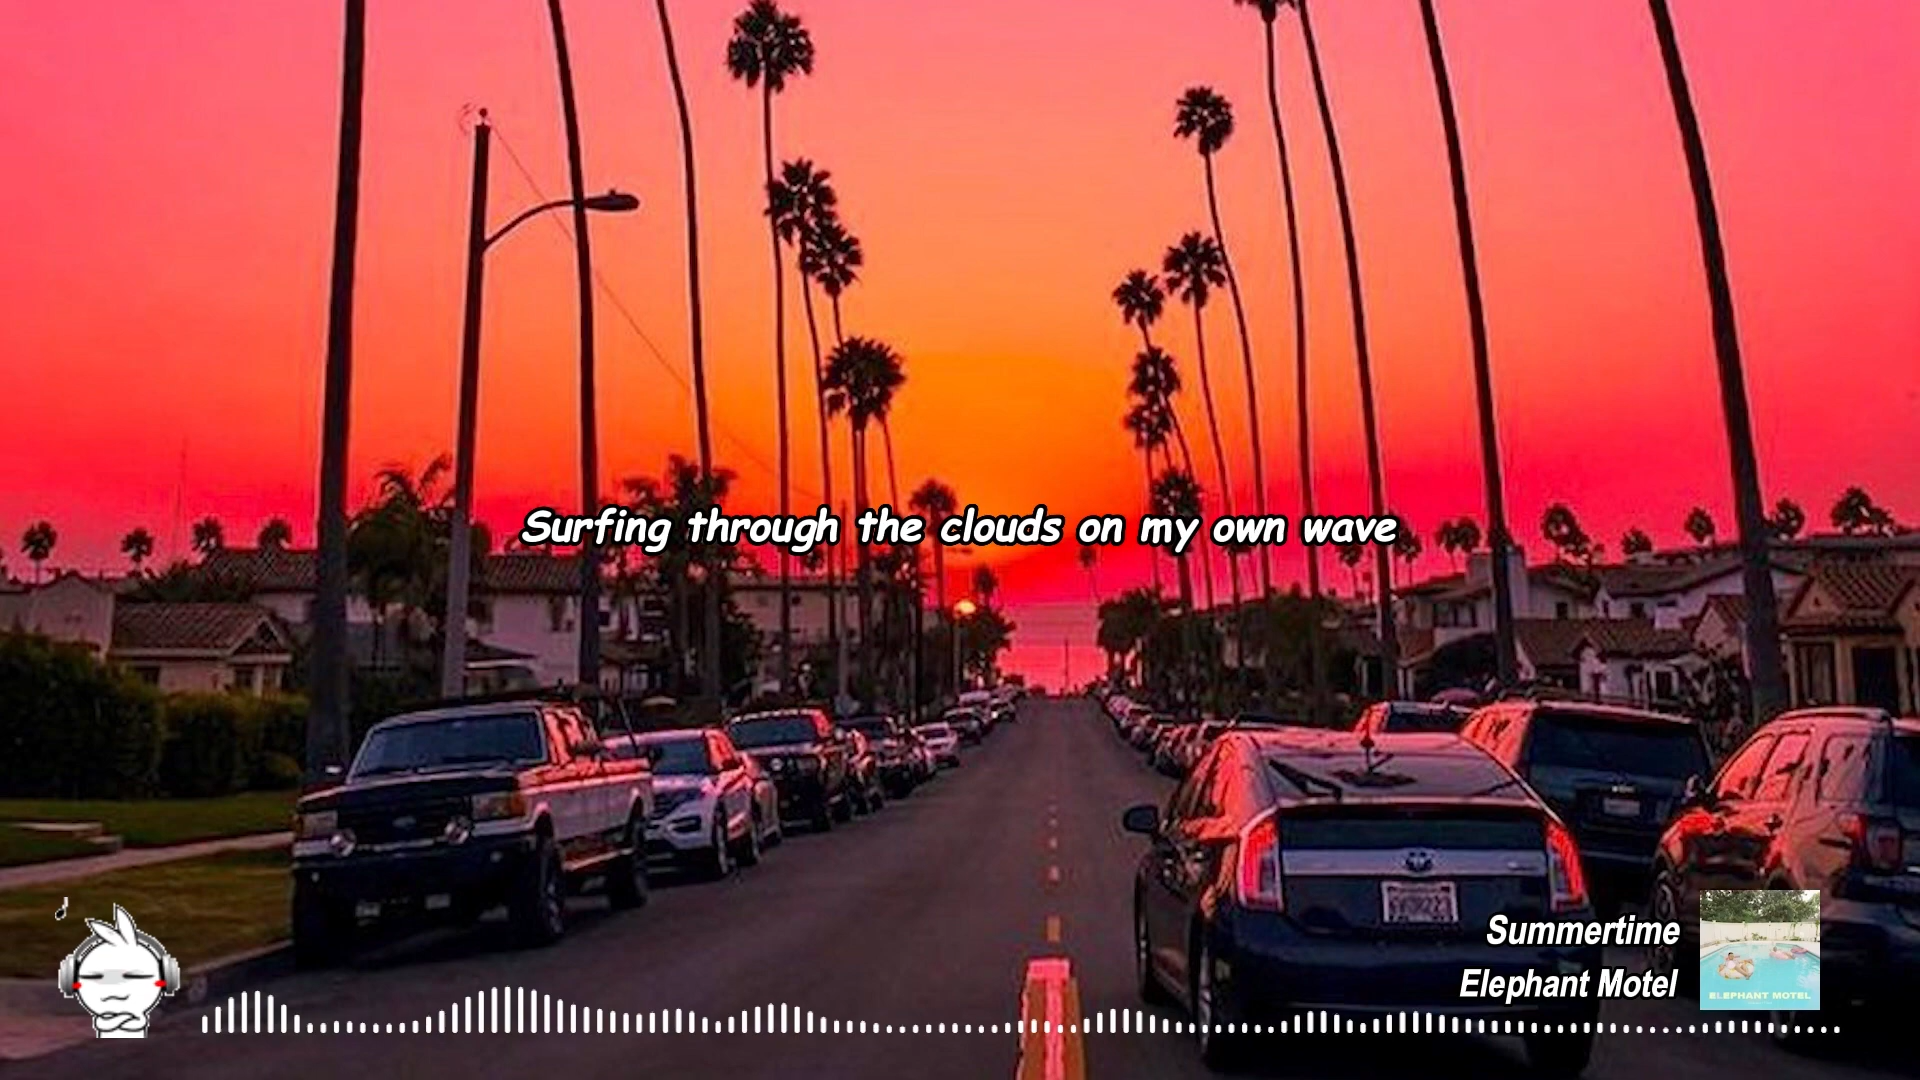 Surfing through the clouds on my own wave
Summertime
Elephant Motel
ELEPHANT MOTEL